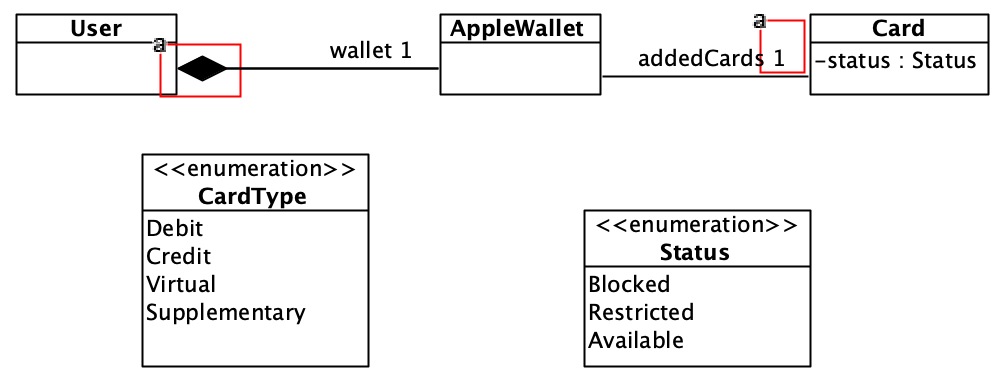 User
a
wallet 1
AppleWallet
a
addedCards 1
Card
-status : Status
<<enumeration>>
CardType
Debit
Credit
Virtual
Supplementary
<<enumeration>>
Status
Blocked
Restricted
Available